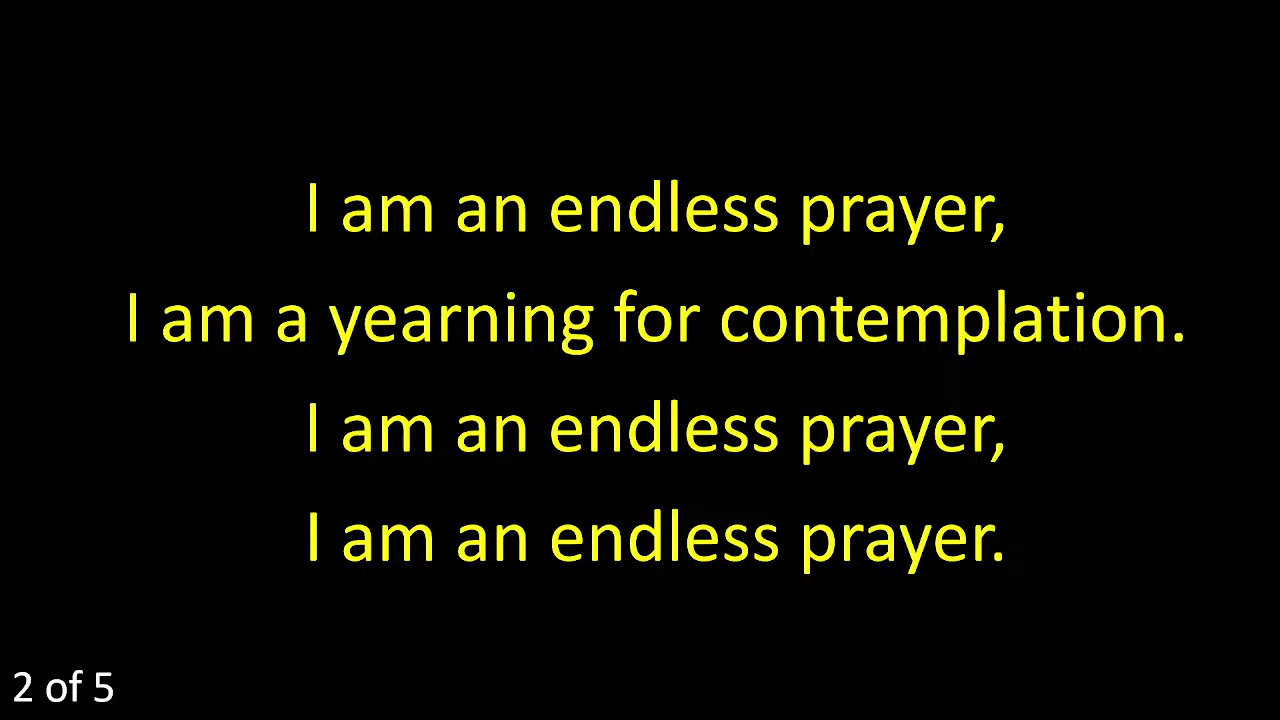 I am an endless prayer,
I am a yearning for contemplation.
I am an endless prayer,
I am an endless prayer.
2 of 5